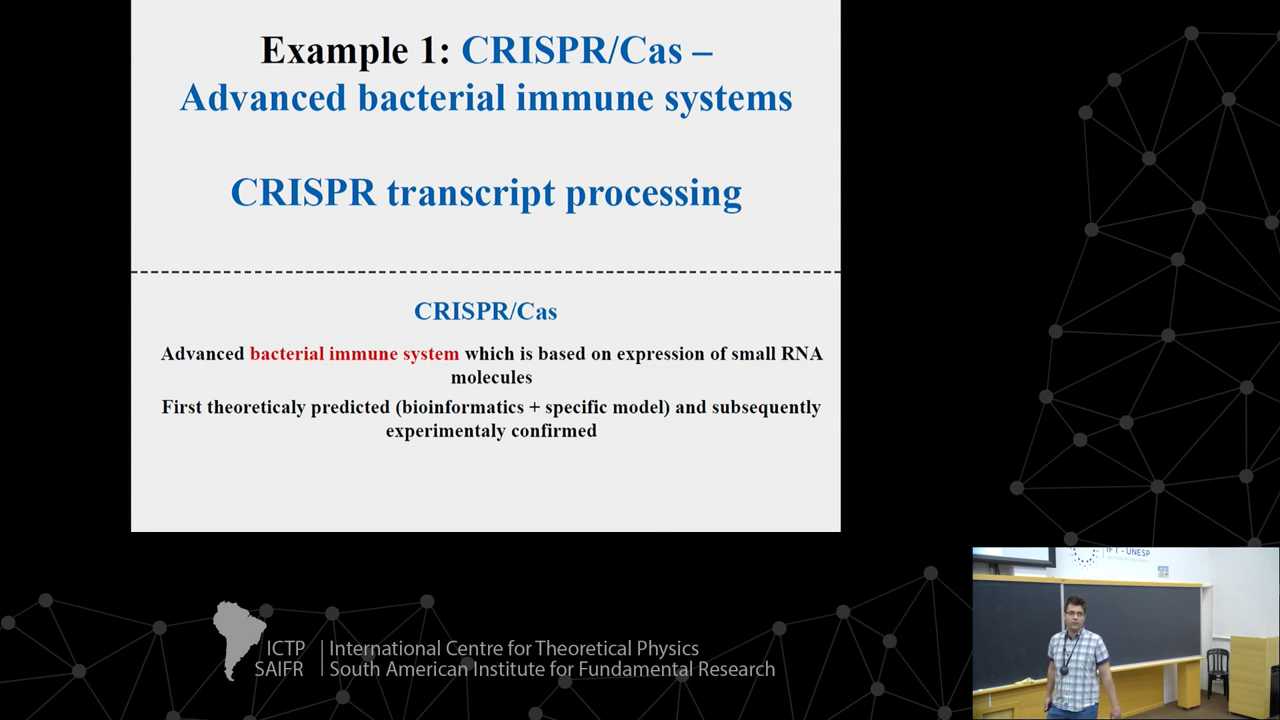 Example 1: CRISPR/Cas –
Advanced bacterial immune systems
CRISPR transcript processing
CRISPR/Cas
Advanced bacterial immune system which is based on expression of small RNA
molecules
First theoreticaly predicted (bioinformatics + specific model) and subsequently
experimentaly confirmed
IFT - UNESP
ICTP
SAIFR
International Centre for Theoretical Physics
South American Institute for Fundamental Research